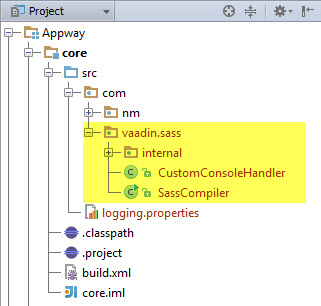 Project
Appway
core
src
com
nm
vaadin.sass
internal
CustomConsoleHandler
SassCompiler
logging.properties
.classpath
.project
build.xml
core.iml